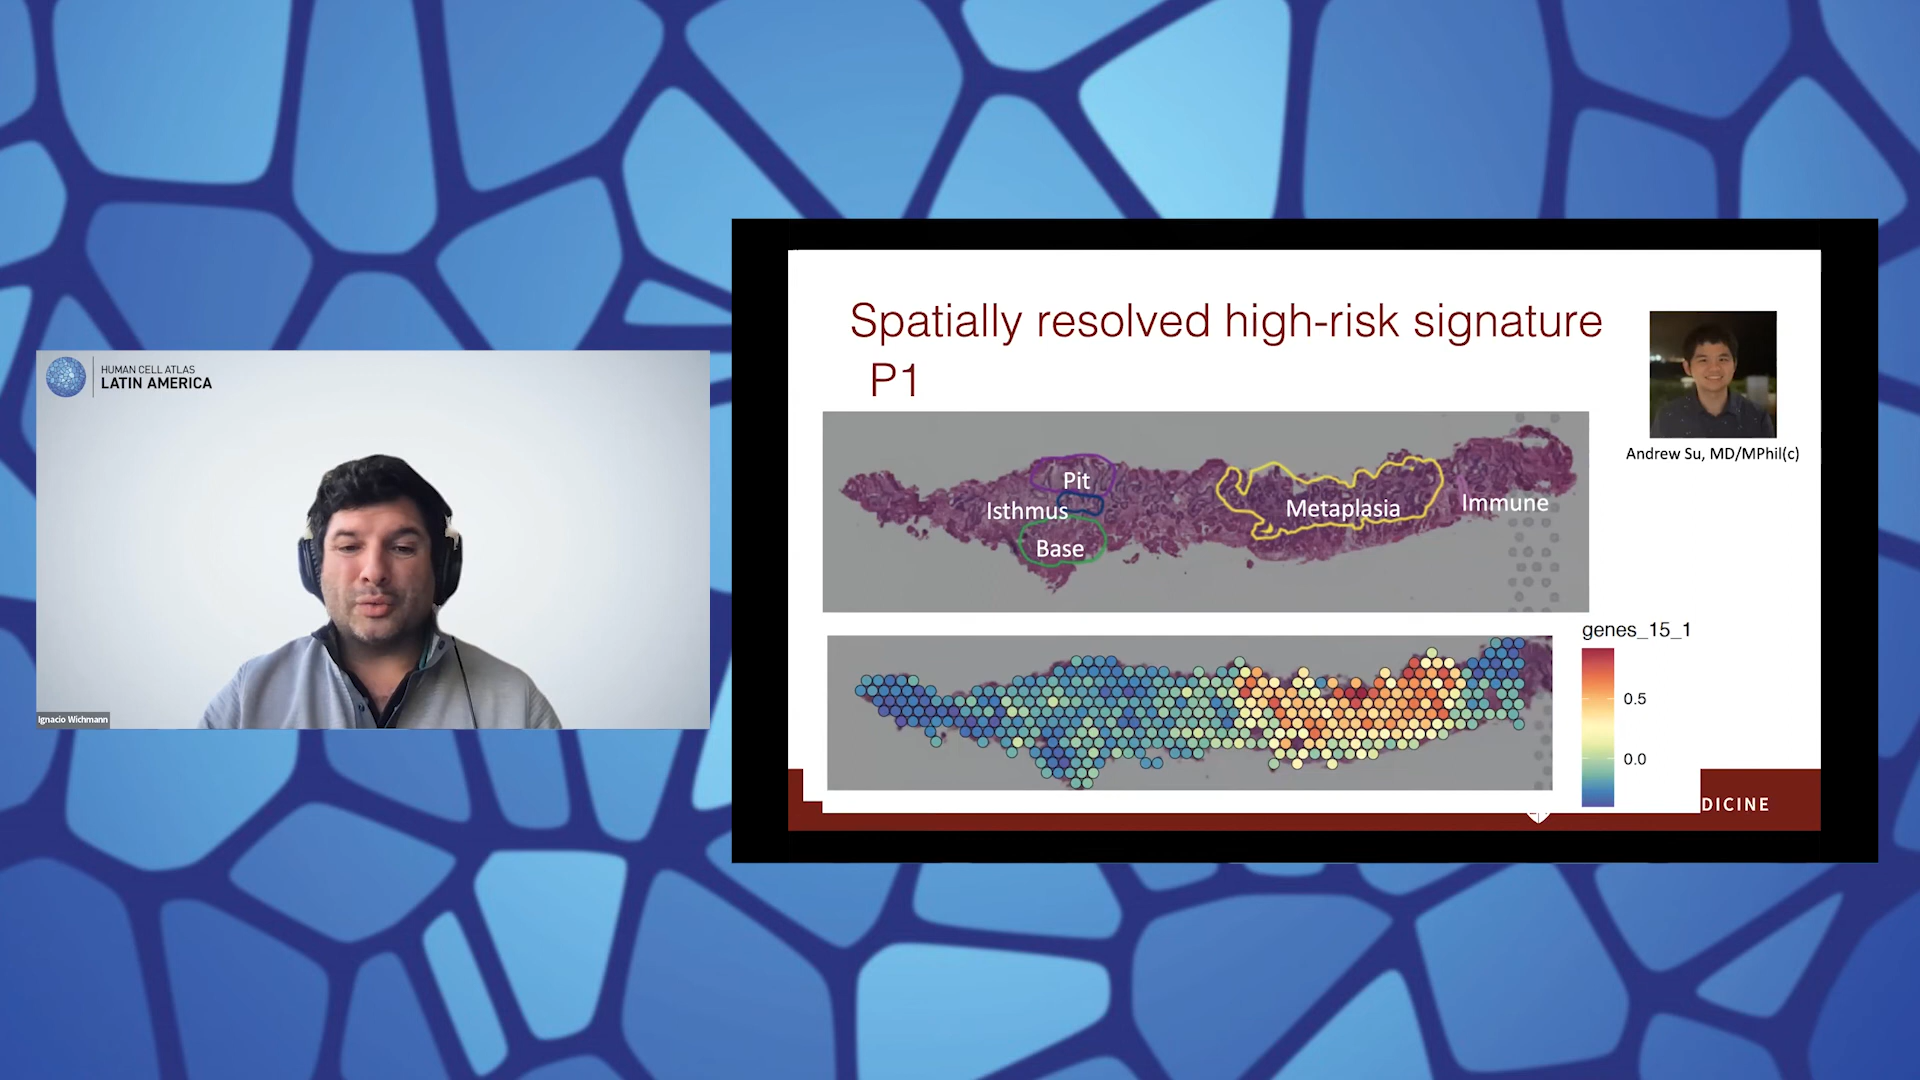 HUMAN CELL ATLAS
LATIN AMERICA
Ignacio Wichmann
Spatially resolved high-risk signature
P1
Andrew Su, MD/MPhil(c)
Pit
Isthmus
Base
Metaplasia
Immune
genes_15_1
0.5
0.0
DICINE